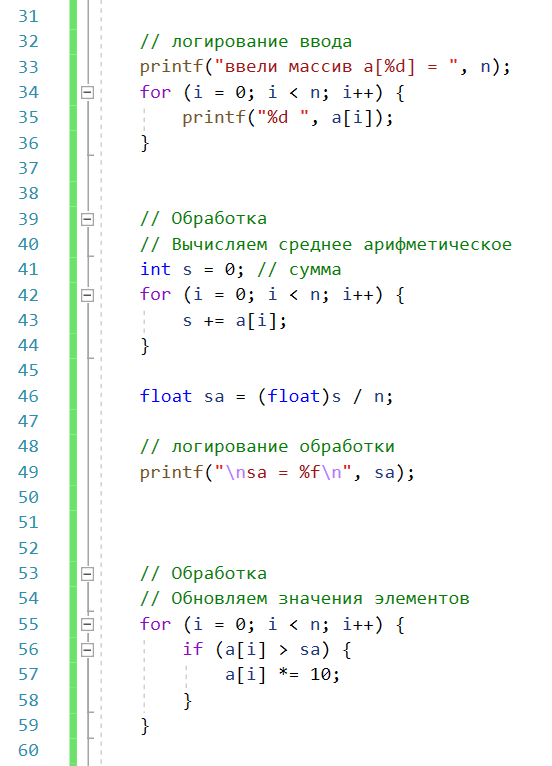 31
32 // логирование ввода
33 printf("ввели массив a[%d] = ", n);
34 for (i = 0; i < n; i++) {
35 printf("%d ", a[i]);
36 }
37
38
39 // Обработка
40 // Вычисляем среднее арифметическое
41 int s = 0; // сумма
42 for (i = 0; i < n; i++) {
43 s += a[i];
44 }
45
46 float sa = (float)s / n;
47
48 // логирование обработки
49 printf("\nsa = %f\n", sa);
50
51
52
53 // Обработка
54 // Обновляем значения элементов
55 for (i = 0; i < n; i++) {
56 if (a[i] > sa) {
57 a[i] *= 10;
58 }
59 }
60